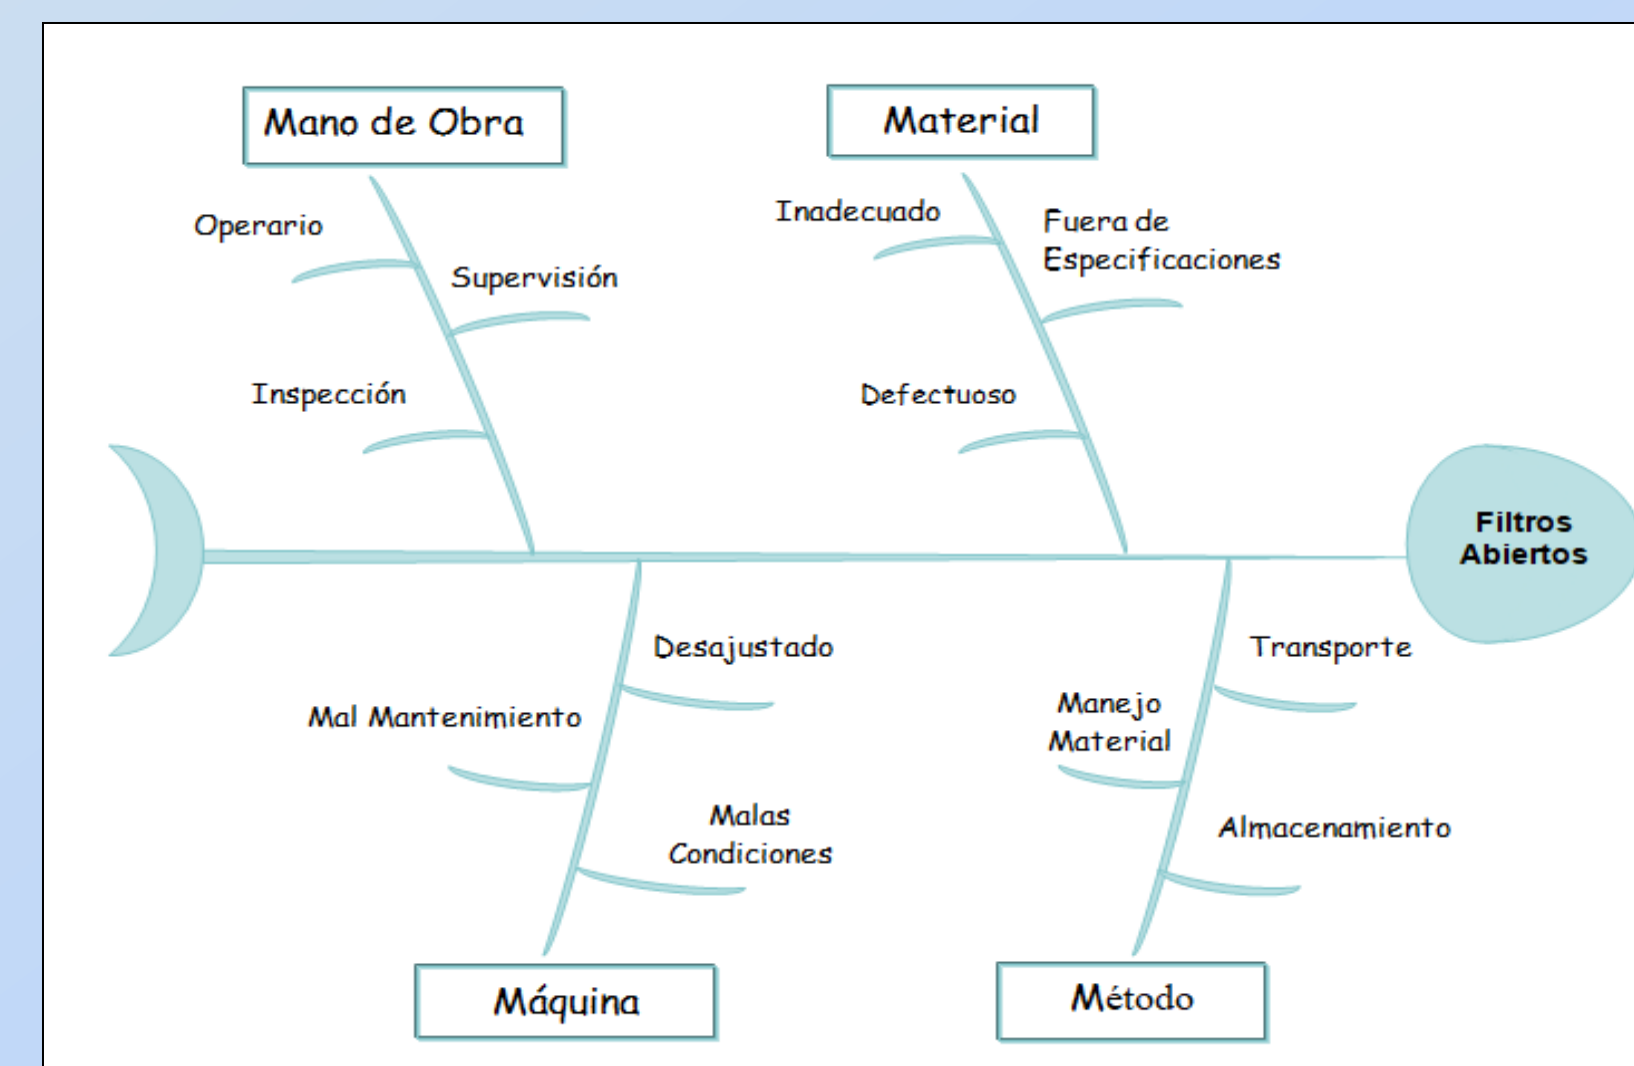 Mano de Obra
Material
Operario
Supervisión
Inspección
Inadecuado
Fuera de
Especificaciones
Defectuoso
Filtros
Abiertos
Desajustado
Mal Mantenimiento
Malas
Condiciones
Transporte
Manejo
Material
Almacenamiento
Máquina
Método